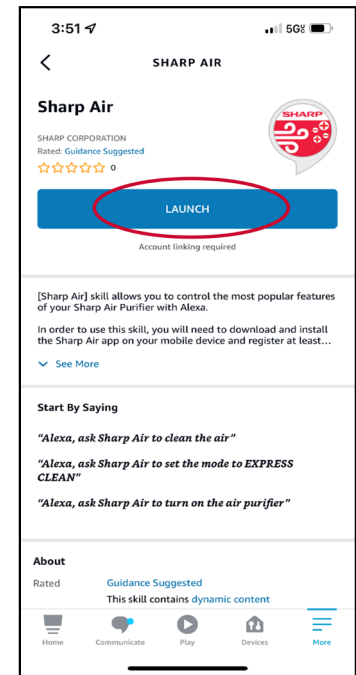 3:51
5G
SHARP AIR
Sharp Air
SHARP
SHARP CORPORATION
Rated: Guidance Suggested
0
LAUNCH
Account linking required
[Sharp Air] skill allows you to control the most popular features
of your Sharp Air Purifier with Alexa.
In order to use this skill, you will need to download and install
the Sharp Air app on your mobile device and register at least...
See More
Start By Saying
"Alexa, ask Sharp Air to clean the air"
"Alexa, ask Sharp Air to set the mode to EXPRESS
CLEAN"
"Alexa, ask Sharp Air to turn on the air purifier"
About
Rated Guidance Suggested
This skill contains dynamic content
Home Communicate Play Devices More